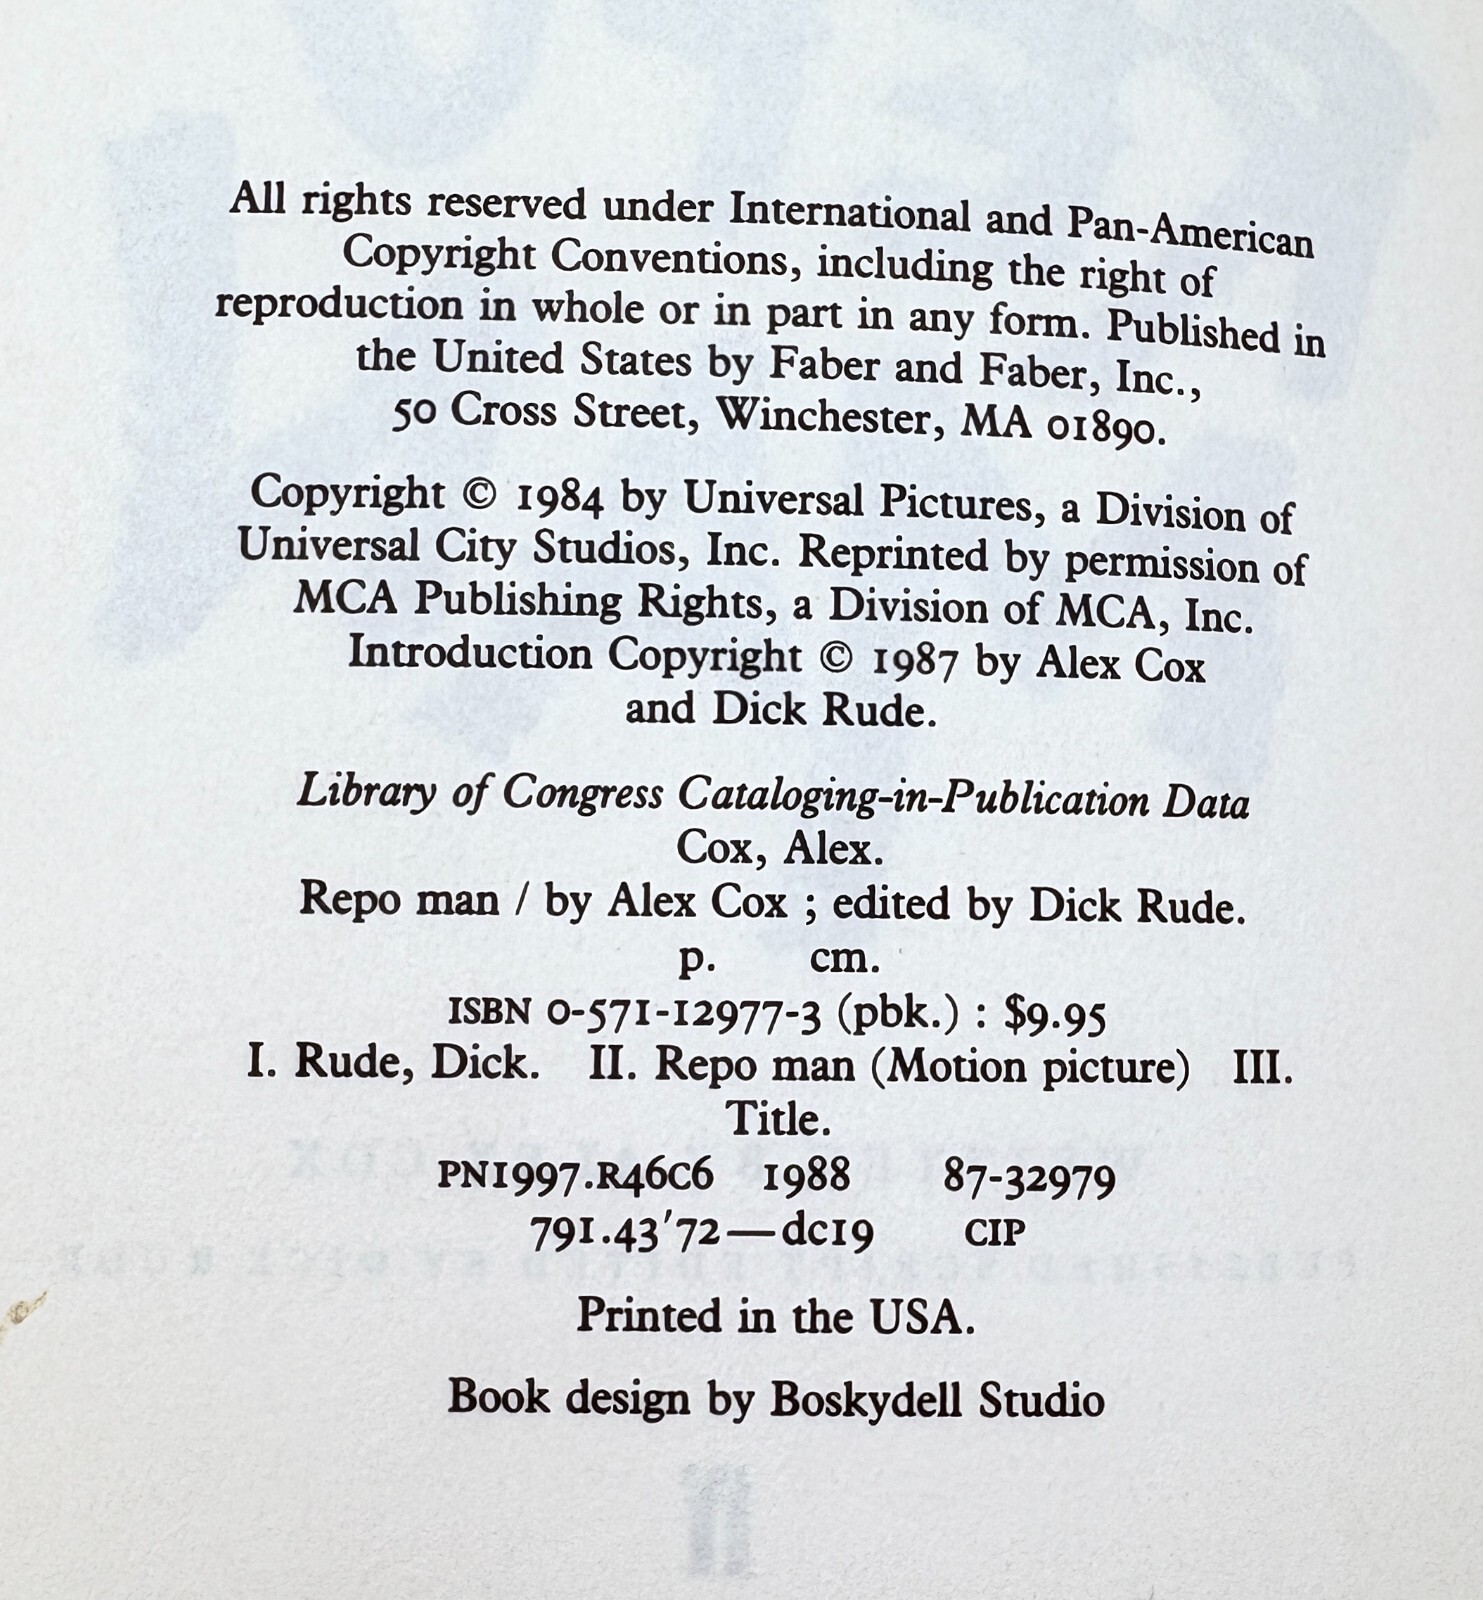 All rights reserved under International and Pan-American
Copyright Conventions, including the right of
reproduction in whole or in part in any form. Published in
the United States by Faber and Faber, Inc.,
50 Cross Street, Winchester, MA 01890.
Copyright © 1984 by Universal Pictures, a Division of
Universal City Studios, Inc. Reprinted by permission of
MCA Publishing Rights, a Division of MCA, Inc.
Introduction Copyright © 1987 by Alex Cox
and Dick Rude.
Library of Congress Cataloging-in-Publication Data
Cox, Alex.
Repo man / by Alex Cox ; edited by Dick Rude.
p. cm.
ISBN 0-571-12977-3 (pbk.) : $9.95
I. Rude, Dick. II. Repo man (Motion picture) III.
Title.
PN1997.R46C6 1988 87-32979
791.43'72—dc19 CIP
Printed in the USA.
Book design by Boskydell Studio